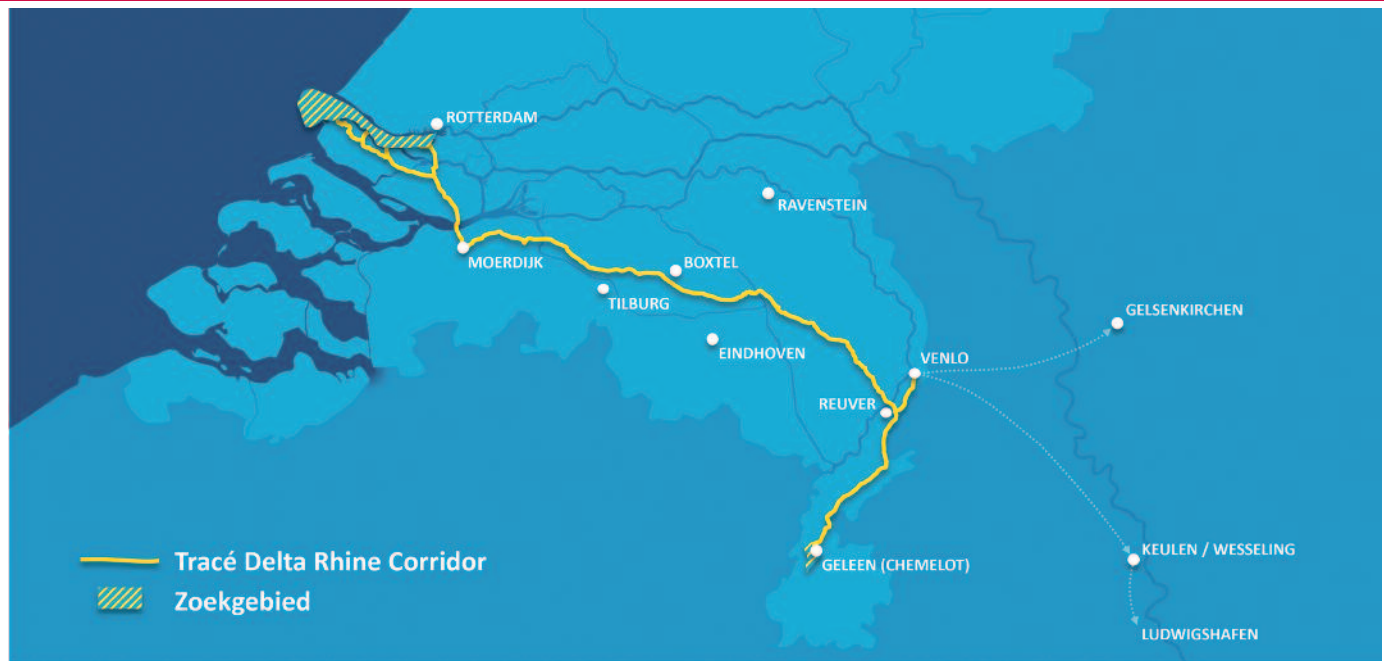 ROTTERDAM
RAVENSTEIN
MOERDIJK
BOXTEL
TILBURG
GELSENKIRCHEN
EINDHOVEN
VENLO
REUVER
KEULEN / WESSELING
Tracé Delta Rhine Corridor
GELEEN (CHEMELOT)
Zoekgebied
LUDWIGSHAFEN